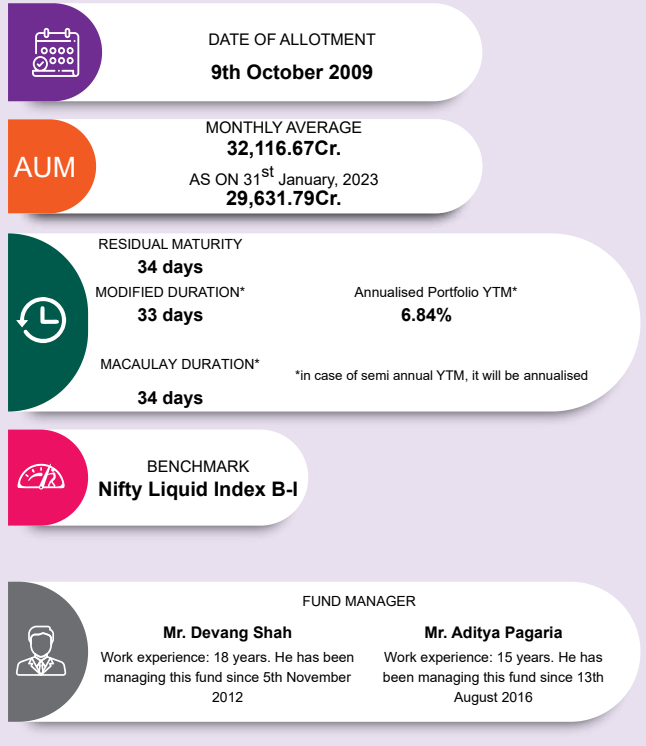 DATE OF ALLOTMENT
9th October 2009
AUM
MONTHLY AVERAGE
32,116.67Cr.
AS ON 31st January, 2023
29,631.79Cr.
RESIDUAL MATURITY
34 days
MODIFIED DURATION*
33 days
Annualised Portfolio YTM*
6.84%
MACAULAY DURATION*
34 days
*in case of semi annual YTM, it will be annualised
BENCHMARK
Nifty Liquid Index B-I
FUND MANAGER
Mr. Devang Shah
Work experience: 18 years. He has been
managing this fund since 5th November
2012
Mr. Aditya Pagaria
Work experience: 15 years. He has
been managing this fund since 13th
August 2016